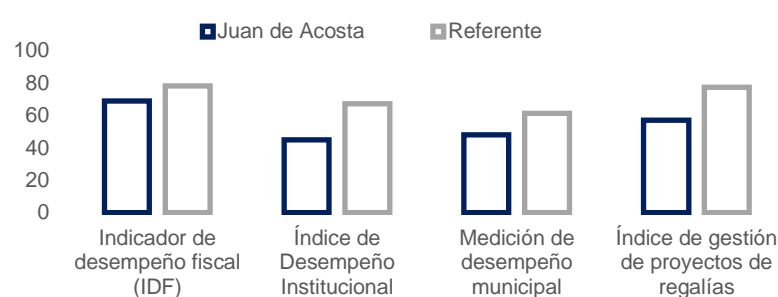 Juan de Acosta
Referente
100
80
60
40
20
0
Indicador de
desempeño fiscal
(IDF)
Índice de
Desempeño
Institucional
Medición de
desempeño
municipal
Índice de gestión
de proyectos de
regalías